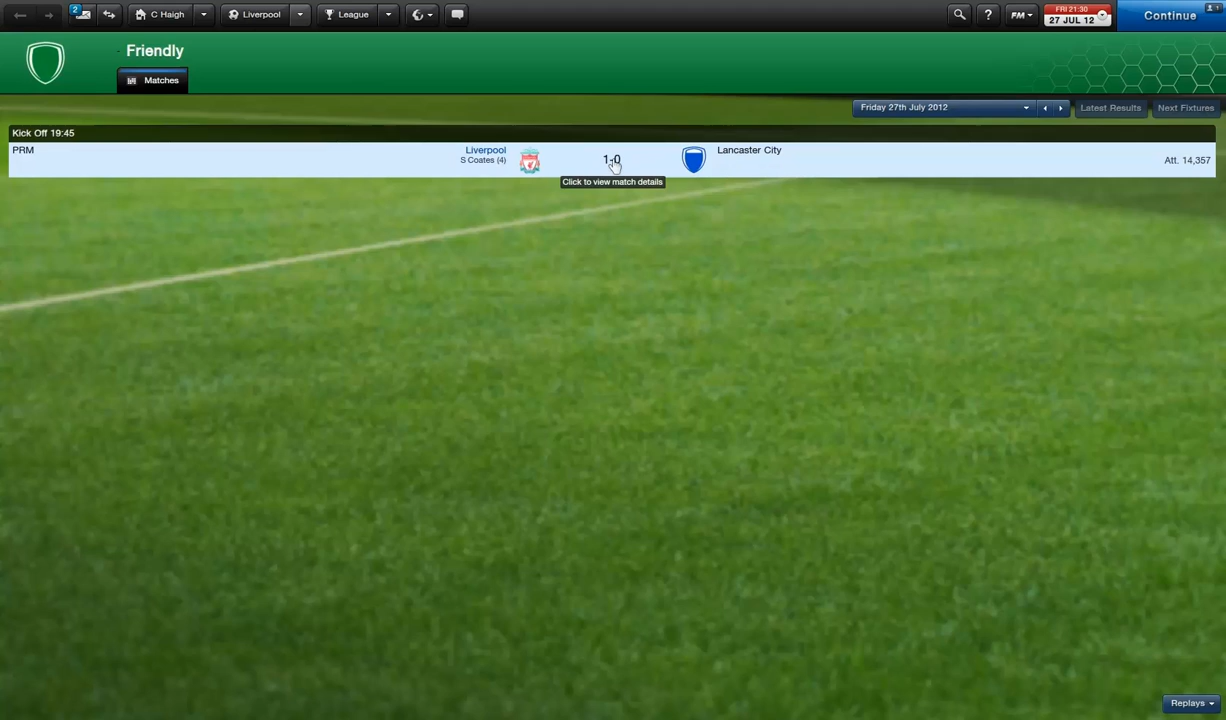 2
C Haigh
Liverpool
League
?
FM
FRI 21:30
27 JUL 12
Continue
1
Friendly
Matches
Friday 27th July 2012
Latest Results
Next Fixtures
Kick Off 19:45
PRM
Liverpool
S Coates (4)
1-0
Lancaster City
Att. 14,357
Click to view match details
Replays